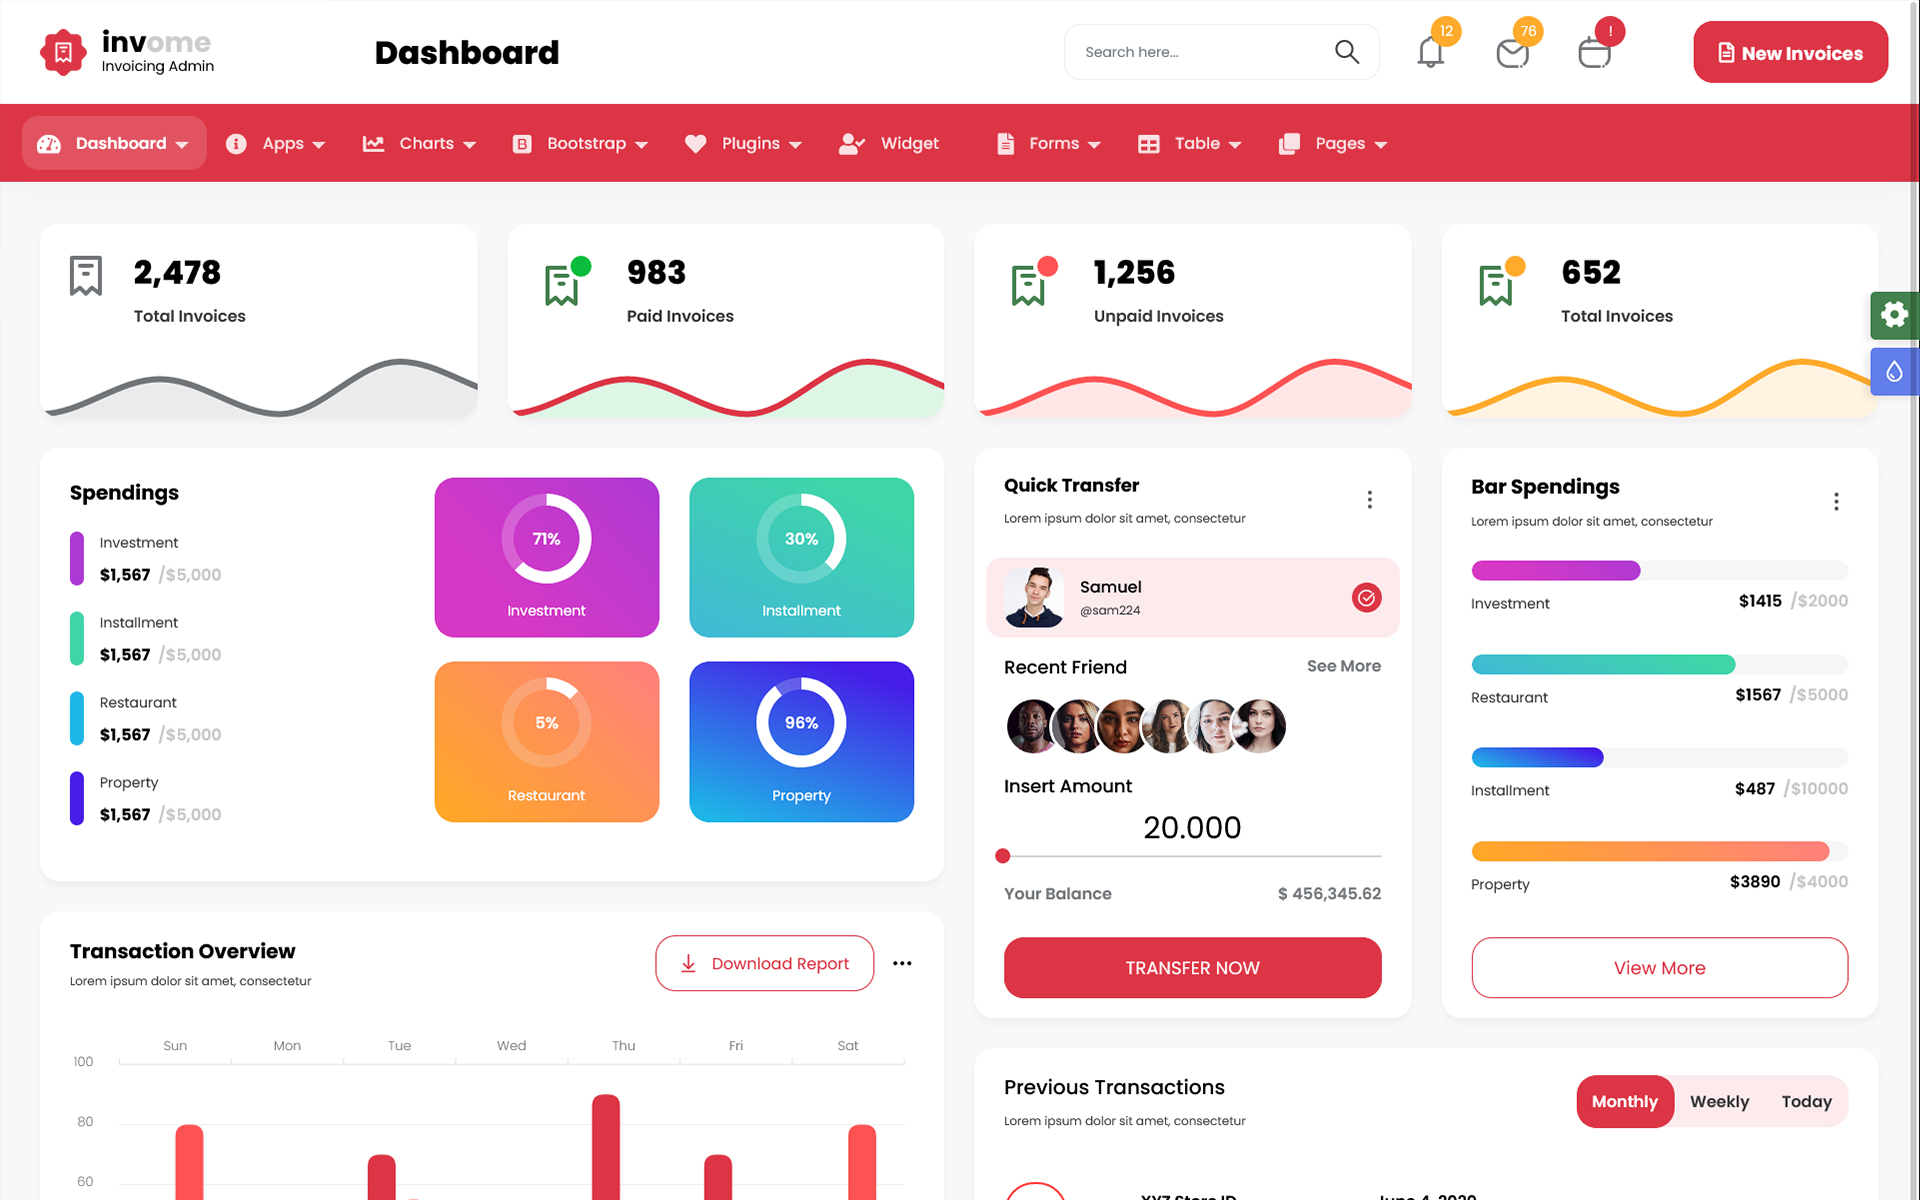 invome
Invoicing Admin
Dashboard
Search here...
12
76
!
New Invoices
Dashboard
Apps
Charts
B
Bootstrap
Plugins
Widget
Forms
Table
Pages
2,478
Total Invoices
983
Paid Invoices
1,256
Unpaid Invoices
652
Total Invoices
Spendings
Investment
$1,567 /$5,000
Installment
$1,567 /$5,000
Restaurant
$1,567 /$5,000
Property
$1,567 /$5,000
71%
Investment
30%
Installment
5%
Restaurant
96%
Property
Quick Transfer
Lorem ipsum dolor sit amet, consectetur
Samuel
@sam224
Recent Friend
See More
Insert Amount
20.000
Your Balance
$ 456,345.62
TRANSFER NOW
Bar Spendings
Lorem ipsum dolor sit amet, consectetur
Investment
$1415 /$2000
Restaurant
$1567 /$5000
Installment
$487 /$10000
Property
$3890 /$4000
View More
Transaction Overview
Lorem ipsum dolor sit amet, consectetur
Download Report
Sun Mon Tue Wed Thu Fri Sat
100
80
60
Previous Transactions
Lorem ipsum dolor sit amet, consectetur
Monthly
Weekly
Today
XYZ Store ID
June 4, 2020